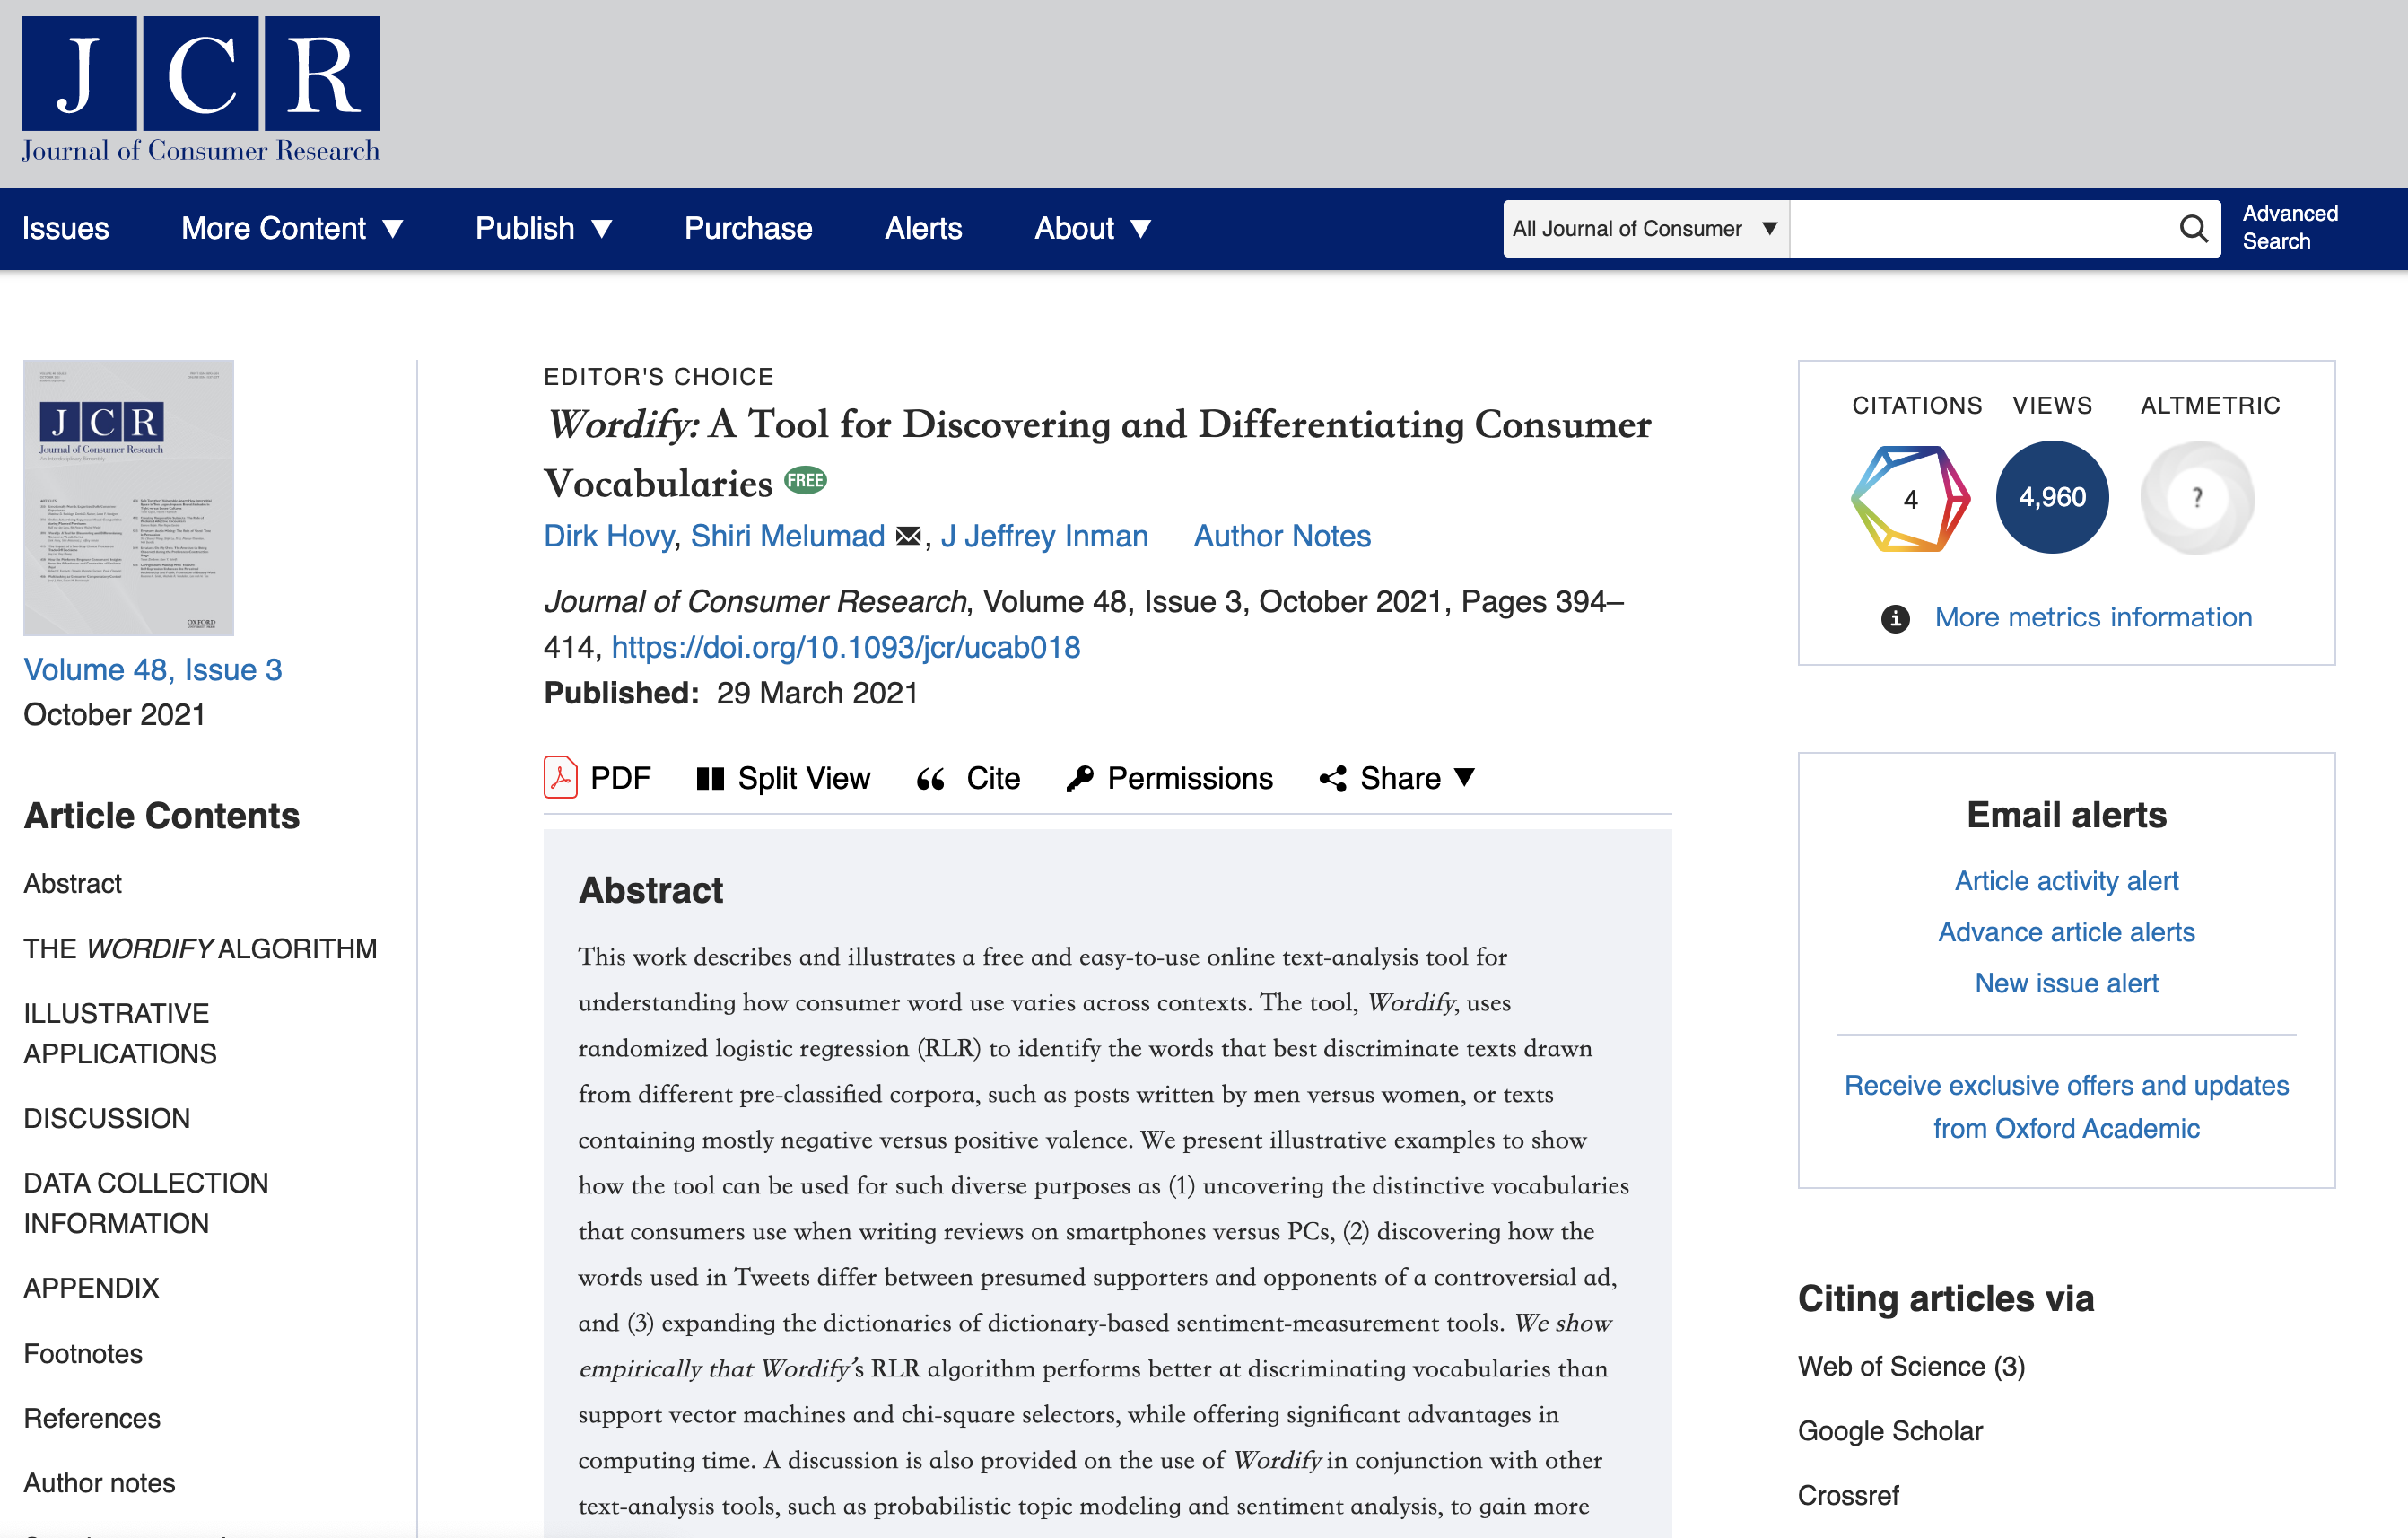 J C R
Journal of Consumer Research
Issues
More Content
Publish
Purchase
Alerts
About
All Journal of Consumer
Advanced
Search
J C R
Journal of Consumer Research
OXFORD
Volume 48, Issue 3
October 2021
Article Contents
Abstract
THE WORDIFY ALGORITHM
ILLUSTRATIVE
APPLICATIONS
DISCUSSION
DATA COLLECTION
INFORMATION
APPENDIX
Footnotes
References
Author notes
EDITOR'S CHOICE
Wordify: A Tool for Discovering and Differentiating Consumer
Vocabularies FREE
Dirk Hovy, Shiri Melumad, J Jeffrey Inman Author Notes
Journal of Consumer Research, Volume 48, Issue 3, October 2021, Pages 394–
414, https://doi.org/10.1093/jcr/ucab018
Published: 29 March 2021
PDF Split View Cite Permissions Share
Abstract
This work describes and illustrates a free and easy-to-use online text-analysis tool for
understanding how consumer word use varies across contexts. The tool, Wordify, uses
randomized logistic regression (RLR) to identify the words that best discriminate texts drawn
from different pre-classified corpora, such as posts written by men versus women, or texts
containing mostly negative versus positive valence. We present illustrative examples to show
how the tool can be used for such diverse purposes as (1) uncovering the distinctive vocabularies
that consumers use when writing reviews on smartphones versus PCs, (2) discovering how the
words used in Tweets differ between presumed supporters and opponents of a controversial ad,
and (3) expanding the dictionaries of dictionary-based sentiment-measurement tools. We show
empirically that Wordify's RLR algorithm performs better at discriminating vocabularies than
support vector machines and chi-square selectors, while offering significant advantages in
computing time. A discussion is also provided on the use of Wordify in conjunction with other
text-analysis tools, such as probabilistic topic modeling and sentiment analysis, to gain more
CITATIONS VIEWS ALTMETRIC
4 4,960 ?
More metrics information
Email alerts
Article activity alert
Advance article alerts
New issue alert
Receive exclusive offers and updates
from Oxford Academic
Citing articles via
Web of Science (3)
Google Scholar
Crossref